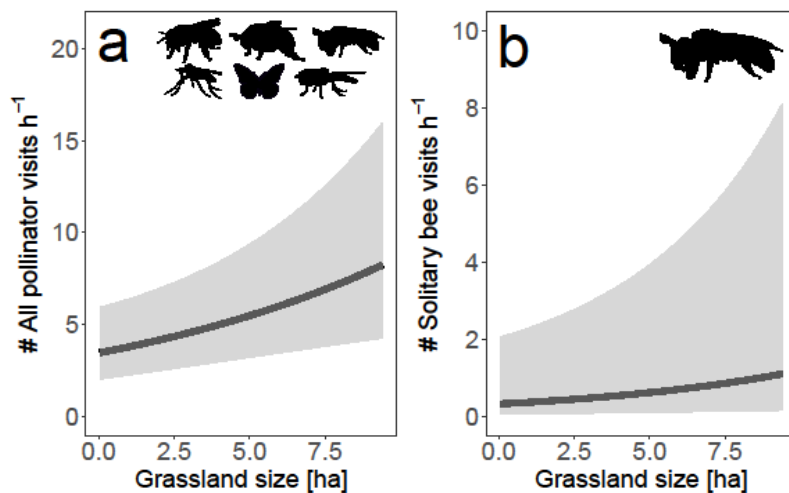 a
# All pollinator visits h⁻¹
20
15
10
5
0
0.0 2.5 5.0 7.5
Grassland size [ha]
b
# Solitary bee visits h⁻¹
10
8
6
4
2
0
0.0 2.5 5.0 7.5
Grassland size [ha]